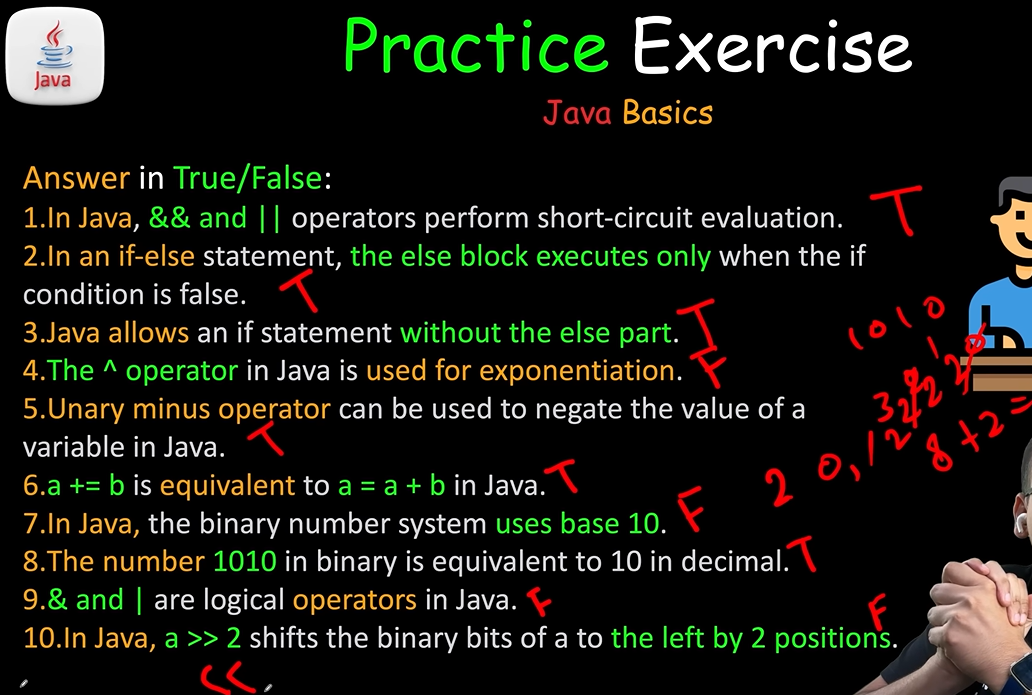 Java
Practice Exercise
Java Basics
Answer in True/False:
1.In Java, && and || operators perform short-circuit evaluation. T
2.In an if-else statement, the else block executes only when the if
condition is false. T
3.Java allows an if statement without the else part. T
1010
4.The ^ operator in Java is used for exponentiation. F
5.Unary minus operator can be used to negate the value of a
variable in Java. T
8+2=
6.a += b is equivalent to a = a + b in Java. T
2 0,1
7.In Java, the binary number system uses base 10. F
8.The number 1010 in binary is equivalent to 10 in decimal. T
9.& and | are logical operators in Java. F
10.In Java, a >> 2 shifts the binary bits of a to the left by 2 positions. F
<<